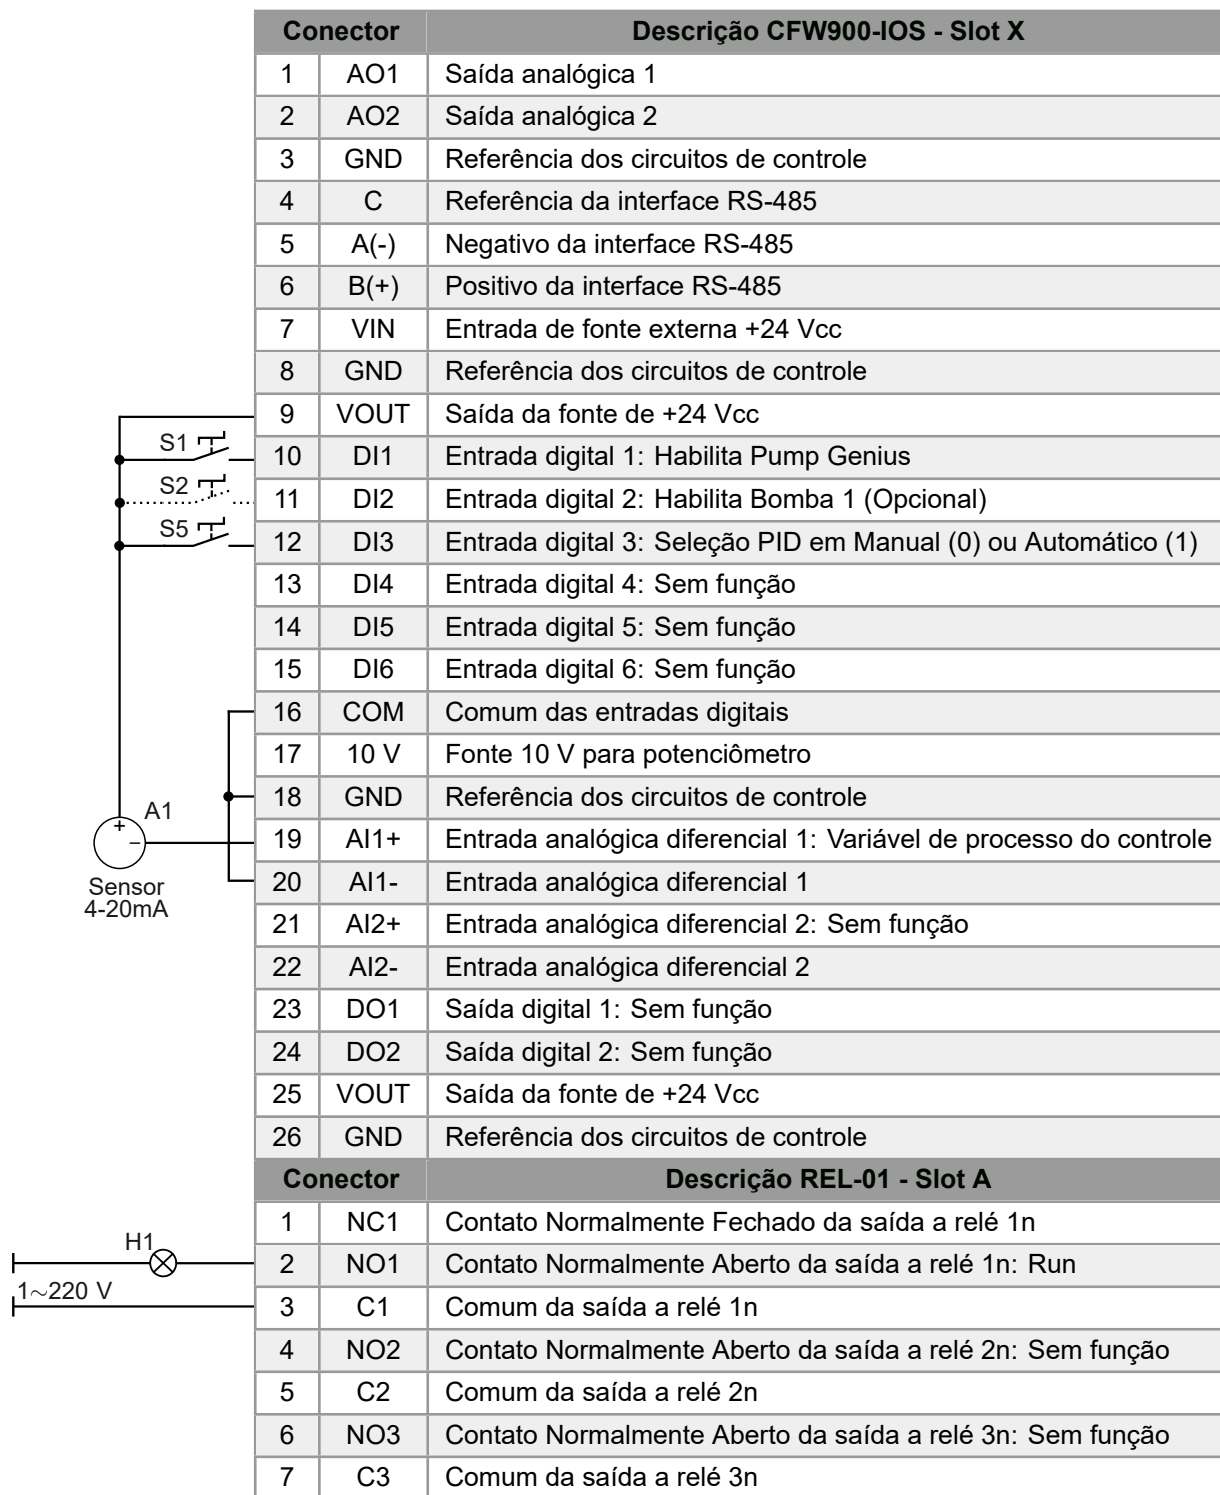 Conector Descrição CFW900-IOS - Slot X
1 AO1 Saída analógica 1
2 AO2 Saída analógica 2
3 GND Referência dos circuitos de controle
4 C Referência da interface RS-485
5 A(-) Negativo da interface RS-485
6 B(+) Positivo da interface RS-485
7 VIN Entrada de fonte externa +24 Vcc
8 GND Referência dos circuitos de controle
9 VOUT Saída da fonte de +24 Vcc
S1 10 DI1 Entrada digital 1: Habilita Pump Genius
S2 11 DI2 Entrada digital 2: Habilita Bomba 1 (Opcional)
S5 12 DI3 Entrada digital 3: Seleção PID em Manual (0) ou Automático (1)
13 DI4 Entrada digital 4: Sem função
14 DI5 Entrada digital 5: Sem função
15 DI6 Entrada digital 6: Sem função
16 COM Comum das entradas digitais
17 10 V Fonte 10 V para potenciômetro
18 GND Referência dos circuitos de controle
A1
+ − 19 AI1+ Entrada analógica diferencial 1: Variável de processo do controle
20 AI1- Entrada analógica diferencial 1
Sensor
4-20mA
21 AI2+ Entrada analógica diferencial 2: Sem função
22 AI2- Entrada analógica diferencial 2
23 DO1 Saída digital 1: Sem função
24 DO2 Saída digital 2: Sem função
25 VOUT Saída da fonte de +24 Vcc
26 GND Referência dos circuitos de controle
Conector Descrição REL-01 - Slot A
1 NC1 Contato Normalmente Fechado da saída a relé 1n
H1 2 NO1 Contato Normalmente Aberto da saída a relé 1n: Run
1~220 V
3 C1 Comum da saída a relé 1n
4 NO2 Contato Normalmente Aberto da saída a relé 2n: Sem função
5 C2 Comum da saída a relé 2n
6 NO3 Contato Normalmente Aberto da saída a relé 3n: Sem função
7 C3 Comum da saída a relé 3n